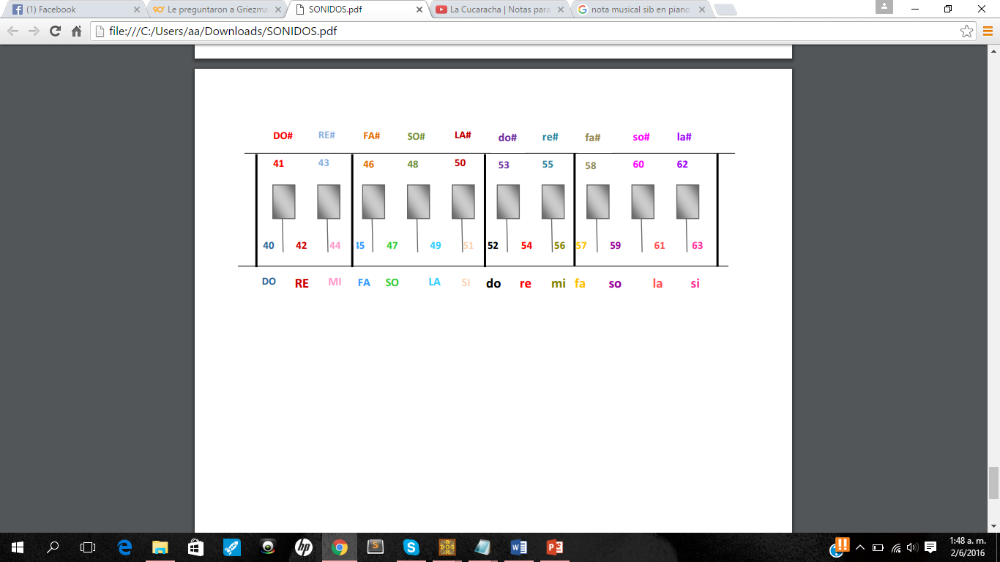 (1) Facebook
Le preguntaron a Griezma
SONIDOS.pdf
La Cucaracha | Notas para
nota musical sib en piano
file:///C:/Users/aa/Downloads/SONIDOS.pdf
DO# RE# FA# SO# LA# do# re# fa# so# la#
41 43 46 48 50 53 55 58 60 62
40 42 44 45 47 49 51 52 54 56 57 59 61 63
DO RE MI FA SO LA SI do re mi fa so la si
1:48 a. m.
2/6/2016